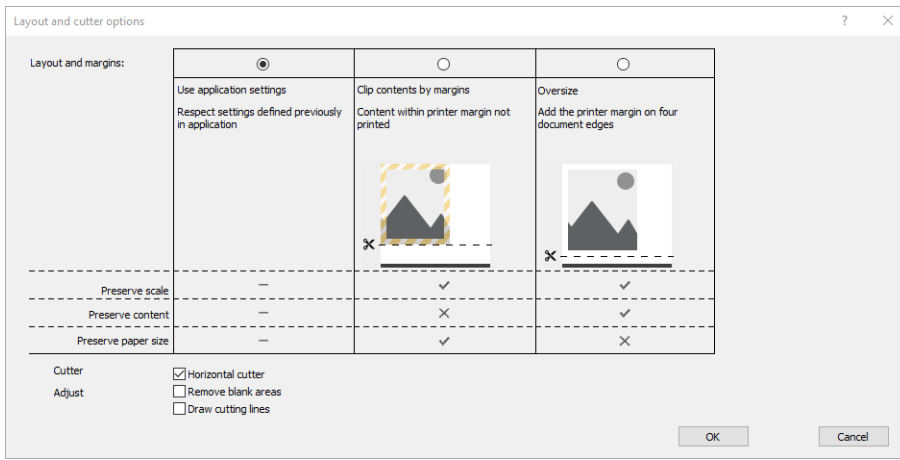 Layout and cutter options
Layout and margins:
Use application settings
Respect settings defined previously
in application
Clip contents by margins
Content within printer margin not
printed
Oversize
Add the printer margin on four
document edges
Preserve scale
Preserve content
Preserve paper size
Cutter
Horizontal cutter
Adjust
Remove blank areas
Draw cutting lines
OK
Cancel